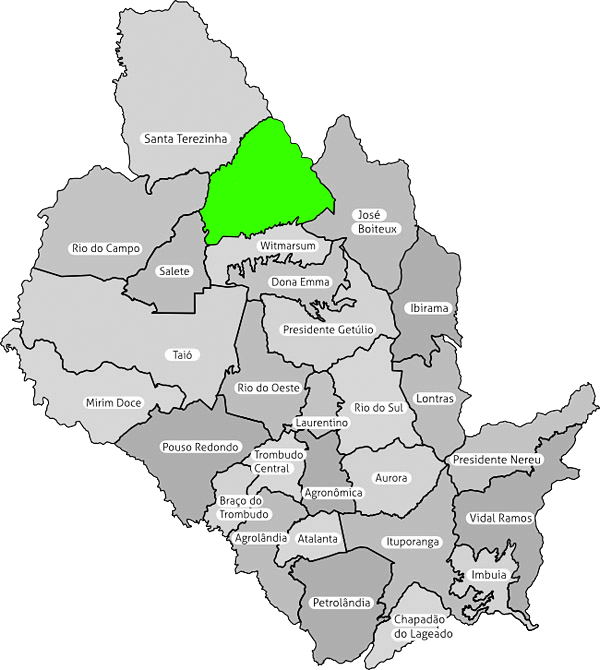 Santa Terezinha
José
Boiteux
Rio do Campo
Witmarsum
Salete
Dona Emma
Ibirama
Presidente Getúlio
Taió
Rio do Oeste
Mirim Doce
Lontras
Rio do Sul
Laurentino
Pouso Redondo
Trombudo
Central
Presidente Nereu
Aurora
Agronômica
Braço do
Trombudo
Vidal Ramos
Agrolândia
Atalanta
Ituporanga
Imbuia
Petrolândia
Chapadão
do Lageado